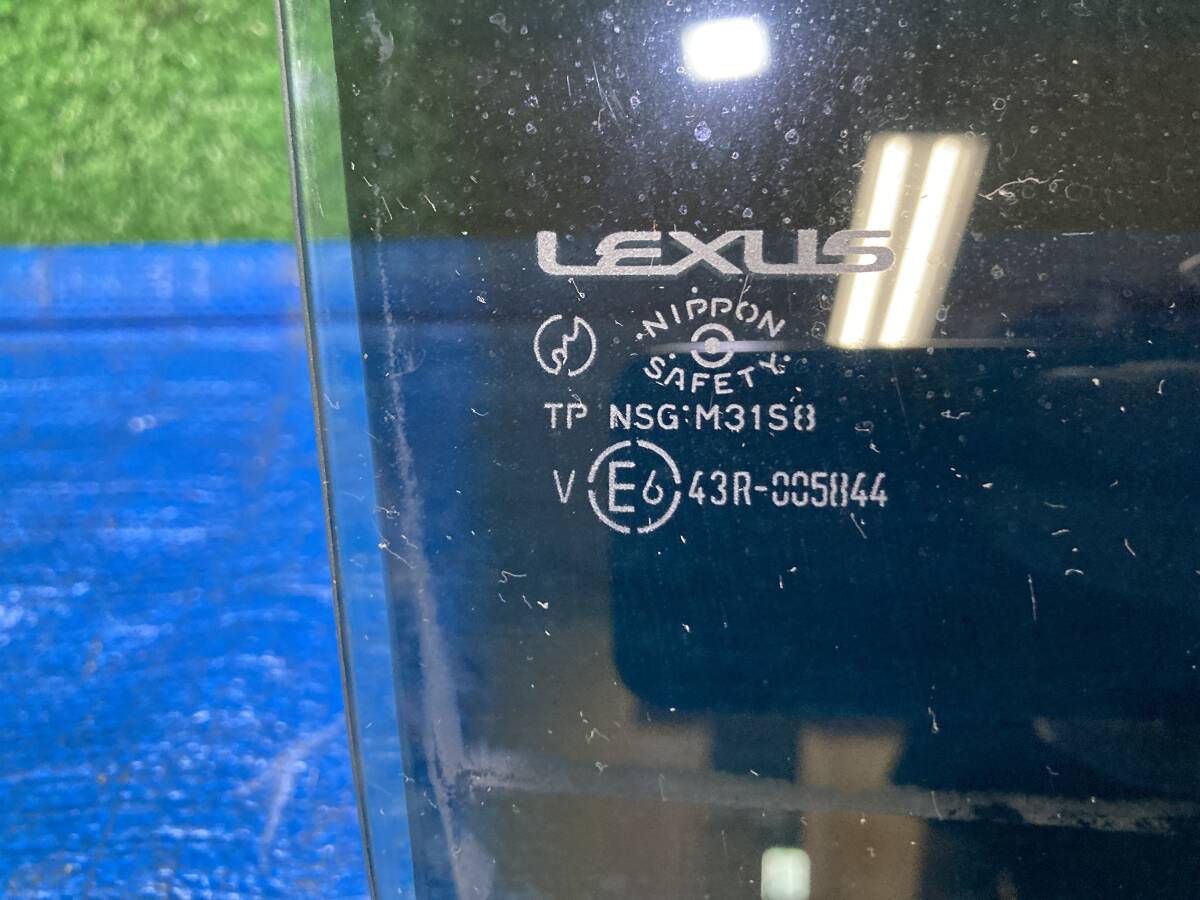 LEXUS
NIPPON
SAFETY
TP NSG M31S8
V E6 43R-005844